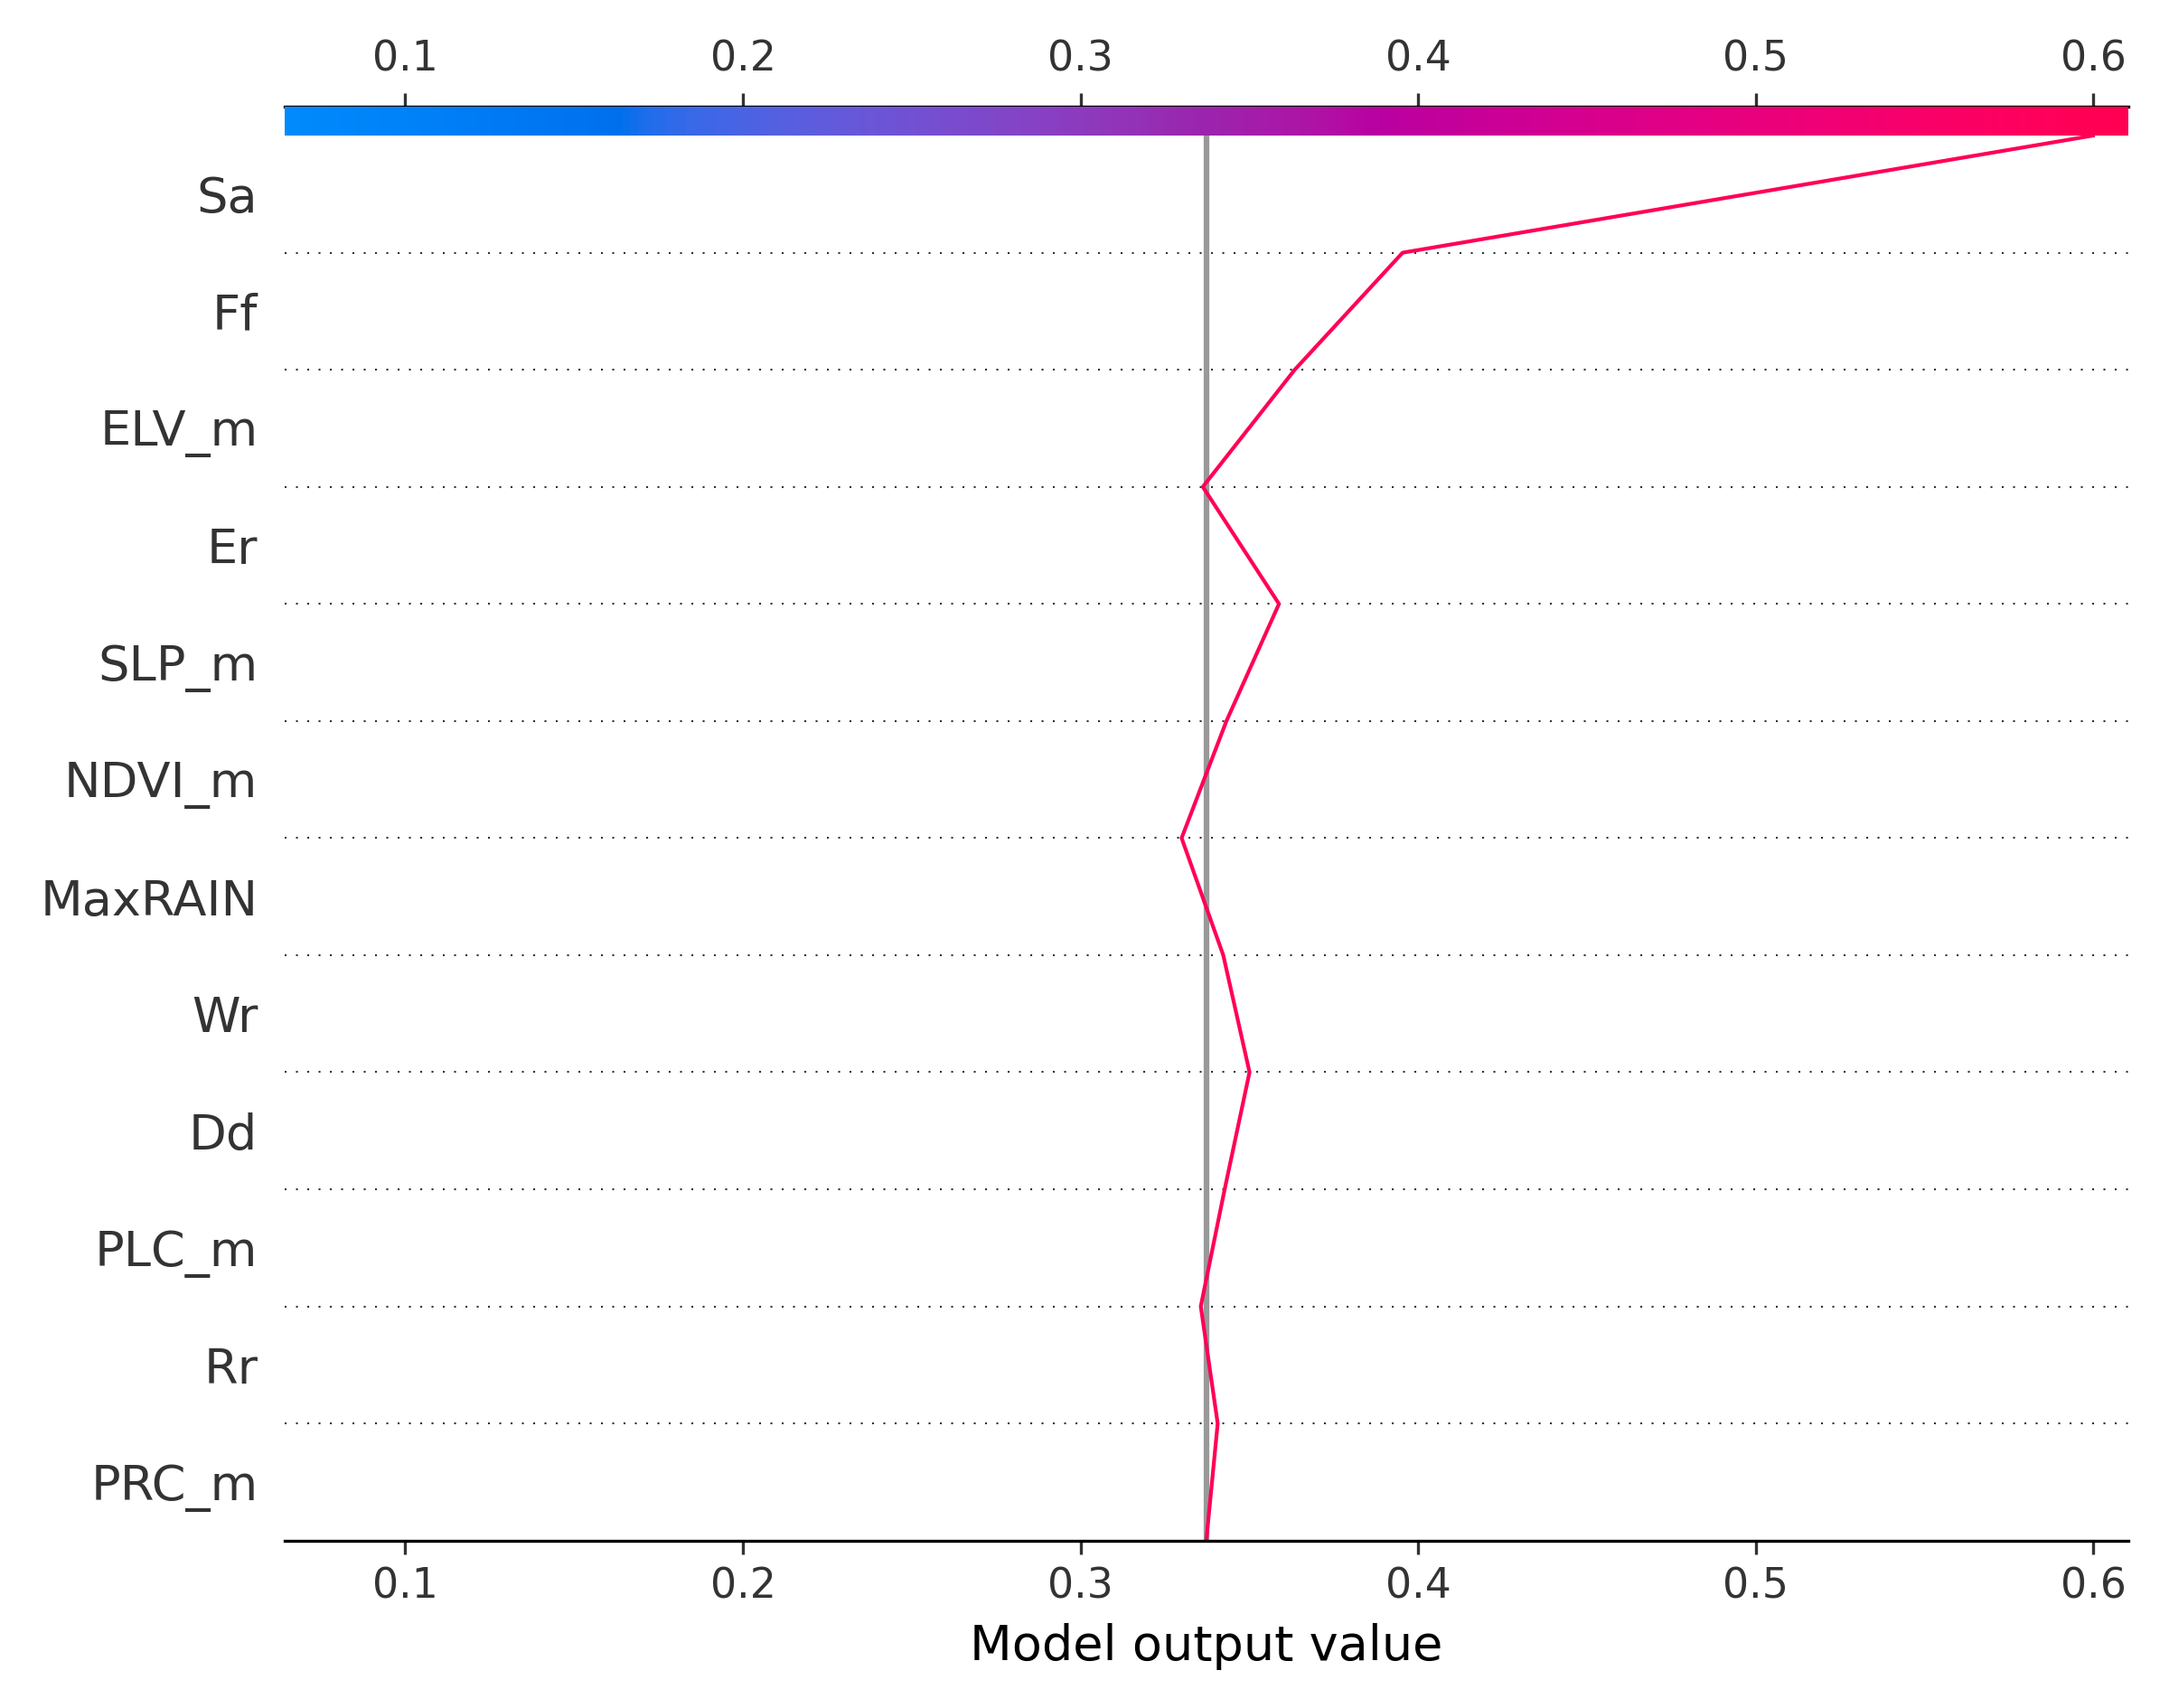 0.1 0.2 0.3 0.4 0.5 0.6
Sa
Ff
ELV_m
Er
SLP_m
NDVI_m
MaxRAIN
Wr
Dd
PLC_m
Rr
PRC_m
0.1 0.2 0.3 0.4 0.5 0.6
Model output value